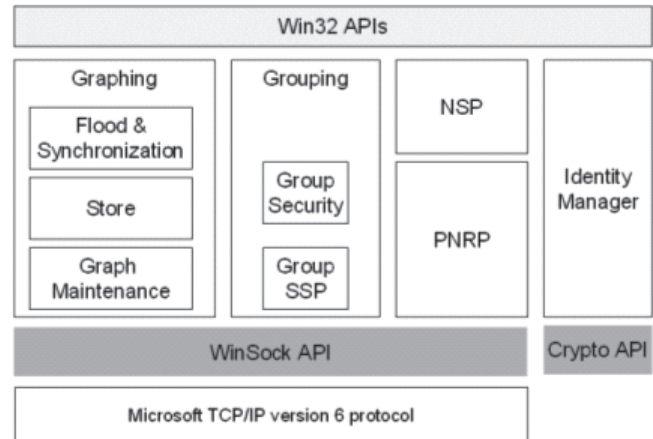 Win32 APIs
Graphing
Flood &
Synchronization
Store
Graph
Maintenance
Grouping
Group
Security
Group
SSP
NSP
PNRP
Identity
Manager
WinSock API
Crypto API
Microsoft TCP/IP version 6 protocol